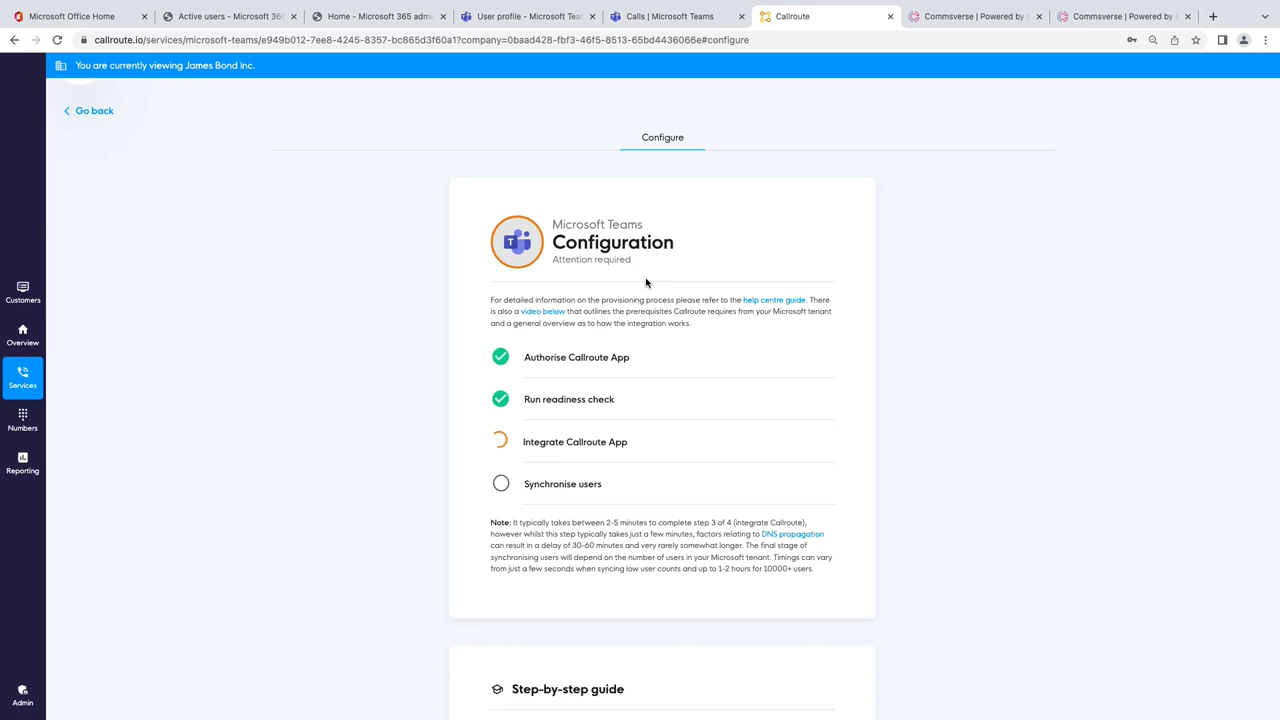 Microsoft Office Home
Active users - Microsoft 365
Home - Microsoft 365 admi
User profile - Microsoft Tea
Calls | Microsoft Teams
Callroute
Commsverse | Powered by C
Commsverse | Powered by C
callroute.io/services/microsoft-teams/e949b012-7ee8-4245-8357-bc865d3f60a1?company=0baad428-fbf3-46f5-8513-65bd4436066e#configure
You are currently viewing James Bond Inc.
Go back
Configure
Microsoft Teams
Configuration
Attention required
For detailed information on the provisioning process please refer to the help centre guide. There
is also a video below that outlines the prerequisites Callroute requires from your Microsoft tenant
and a general overview as to how the integration works.
Authorise Callroute App
Run readiness check
Integrate Callroute App
Synchronise users
Note: It typically takes between 2-5 minutes to complete step 3 of 4 (integrate Callroute),
however whilst this step typically takes just a few minutes, factors relating to DNS propagation
can result in a delay of 30-60 minutes and very rarely somewhat longer. The final stage of
synchronising users will depend on the number of users in your Microsoft tenant. Timings can vary
from just a few seconds when syncing low user counts and up to 1-2 hours for 10000+ users.
Step-by-step guide
Customers
Overview
Services
Numbers
Reporting
Admin